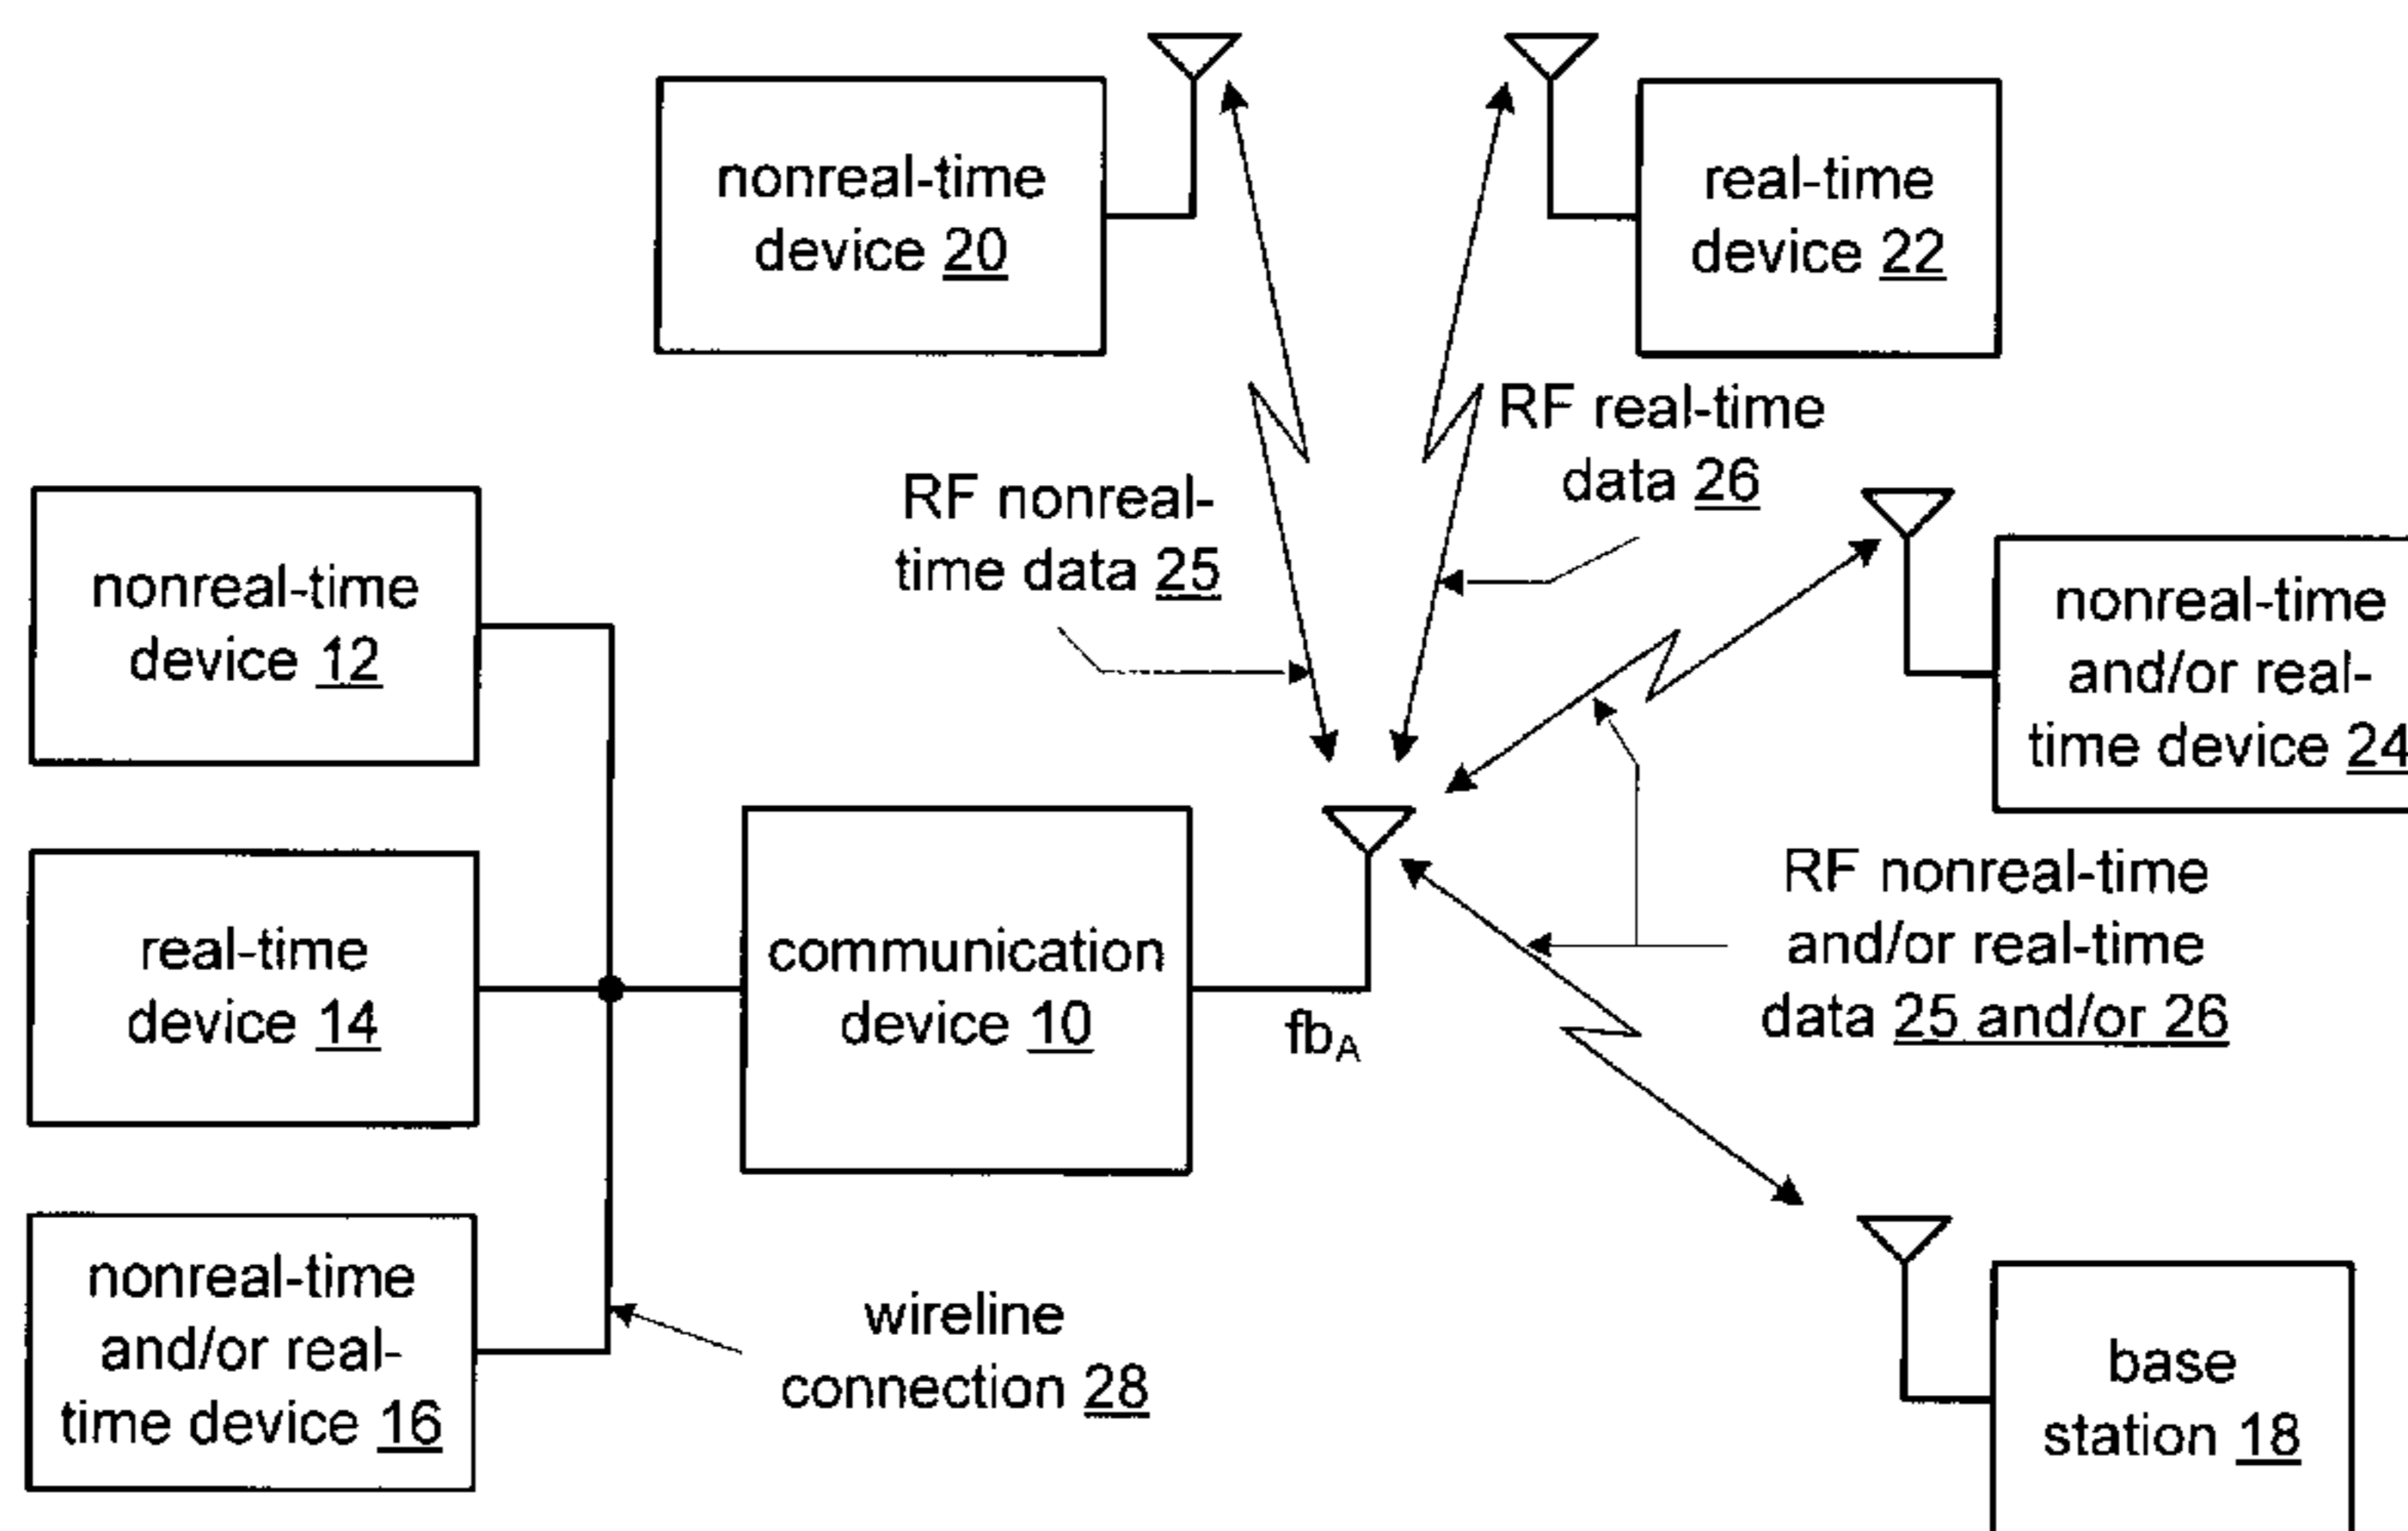 nonreal-time
device 20
real-time
device 22
RF real-time
data 26
RF nonreal-
time data 25
nonreal-time
device 12
nonreal-time
and/or real-
time device 24
real-time
device 14
communication
device 10
fbA
RF nonreal-time
and/or real-time
data 25 and/or 26
nonreal-time
and/or real-
time device 16
wireline
connection 28
base
station 18